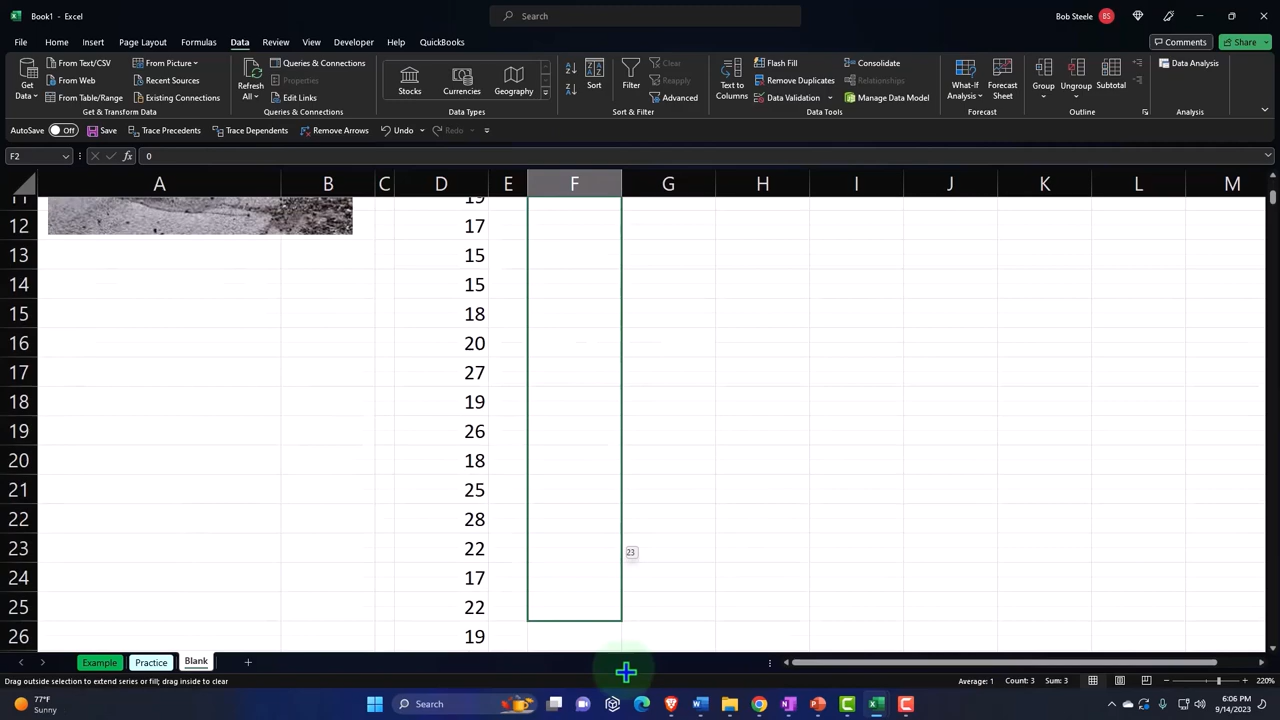 Book1 - Excel
Search
Bob Steele BS
File Home Insert Page Layout Formulas Data Review View Developer Help QuickBooks
Comments Share
Get Data
From Text/CSV
From Web
From Table/Range
From Picture
Recent Sources
Existing Connections
Get & Transform Data
Refresh All
Queries & Connections
Properties
Edit Links
Queries & Connections
Stocks Currencies Geography
Data Types
Sort Filter
Clear
Reapply
Advanced
Sort & Filter
Text to Columns
Flash Fill
Remove Duplicates
Data Validation
Consolidate
Relationships
Manage Data Model
Data Tools
What-If Analysis
Forecast Sheet
Forecast
Group Ungroup Subtotal
Outline
Data Analysis
Analysis
AutoSave Off Save Trace Precedents Trace Dependents Remove Arrows Undo Redo
F2 fx 0
A B C D E F G H I J K L M
11 19
12 17
13 15
14 15
15 18
16 20
17 27
18 19
19 26
20 18
21 25
22 28
23 22 23
24 17
25 22
26 19
Example Practice Blank
Drag outside selection to extend series or fill; drag inside to clear
Average: 1 Count: 3 Sum: 3 220%
77°F
Sunny
Search
6:06 PM
9/14/2023